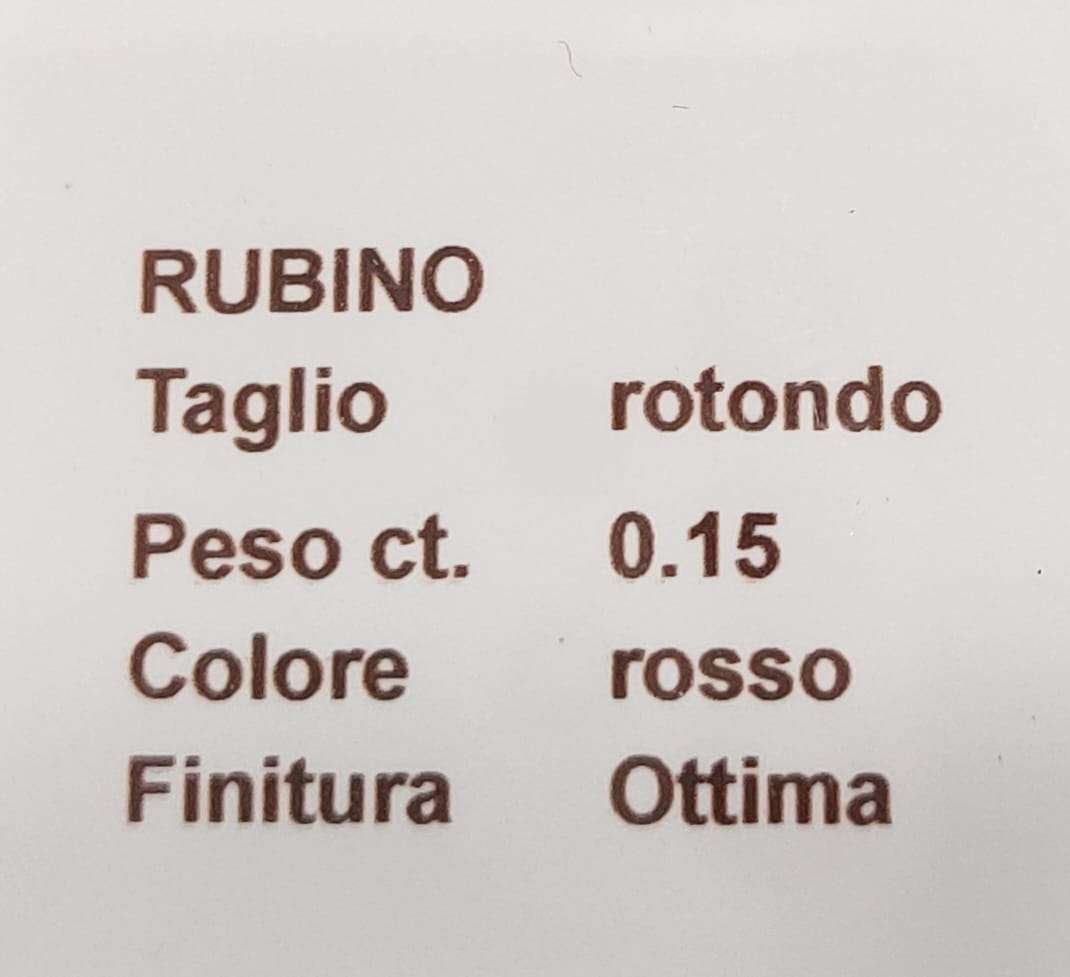 RUBINO
Taglio rotondo
Peso ct. 0.15
Colore rosso
Finitura Ottima